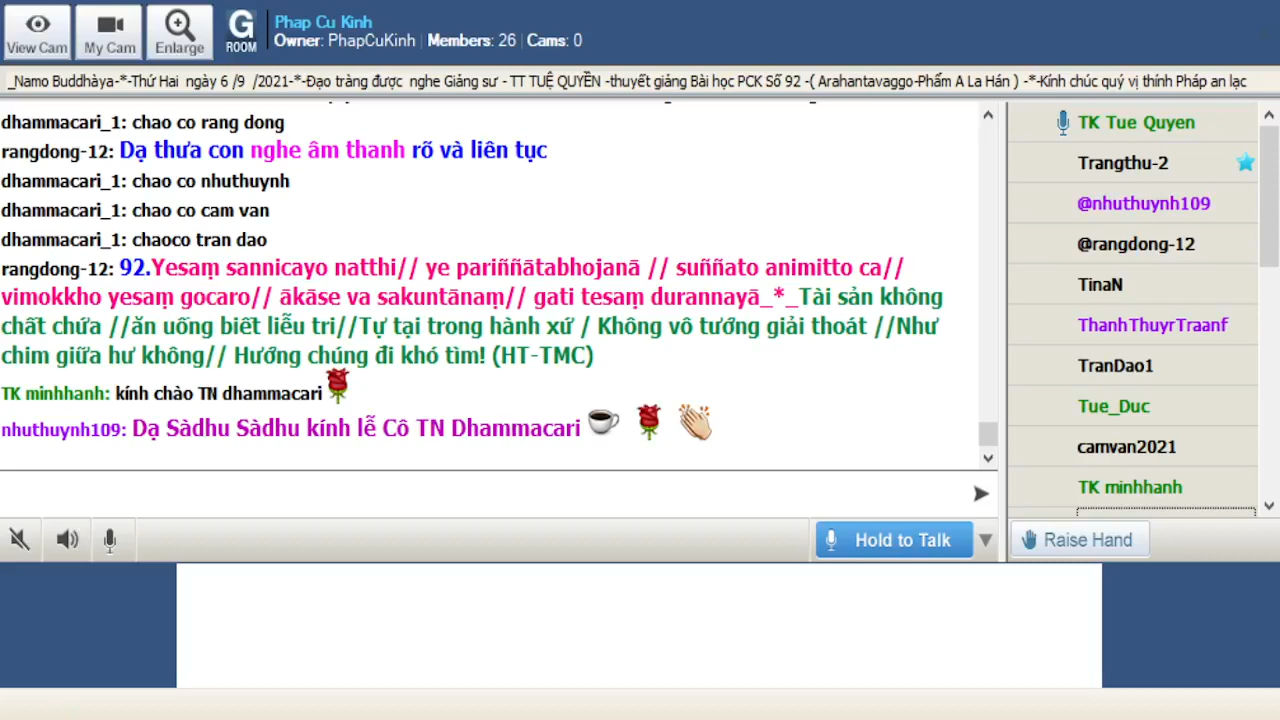 View Cam
My Cam
Enlarge
G
ROOM
Phap Cu Kinh
Owner: PhapCuKinh | Members: 26 | Cams: 0
_Namo Buddhàya-*-Thứ Hai ngày 6 /9 /2021-*-Đạo tràng được nghe Giảng sư - TT TUỆ QUYỀN -thuyết giảng Bài học PCK Số 92 -( Arahantavaggo-Phẩm A La Hán ) -*-Kính chúc quý vị thính Pháp an lạc
dhammacari_1: chao co rang dong
rangdong-12: Dạ thưa con nghe âm thanh rõ và liên tục
dhammacari_1: chao co nhuthuynh
dhammacari_1: chao co cam van
dhammacari_1: chaoco tran dao
rangdong-12: 92.Yesaṃ sannicayo natthi// ye pariññātabhojanā // suññato animitto ca//
vimokkho yesaṃ gocaro// ākāse va sakuntānaṃ// gati tesaṃ durannayā_*_Tài sản không
chất chứa //ăn uống biết liễu tri//Tự tại trong hành xứ / Không vô tướng giải thoát //Như
chim giữa hư không// Hướng chúng đi khó tìm! (HT-TMC)
TK minhhanh: kính chào TN dhammacari
nhuthuynh109: Dạ Sàdhu Sàdhu kính lễ Cô TN Dhammacari
TK Tue Quyen
Trangthu-2
@nhuthuynh109
@rangdong-12
TinaN
ThanhThuyrTraanf
TranDao1
Tue_Duc
camvan2021
TK minhhanh
Hold to Talk
Raise Hand